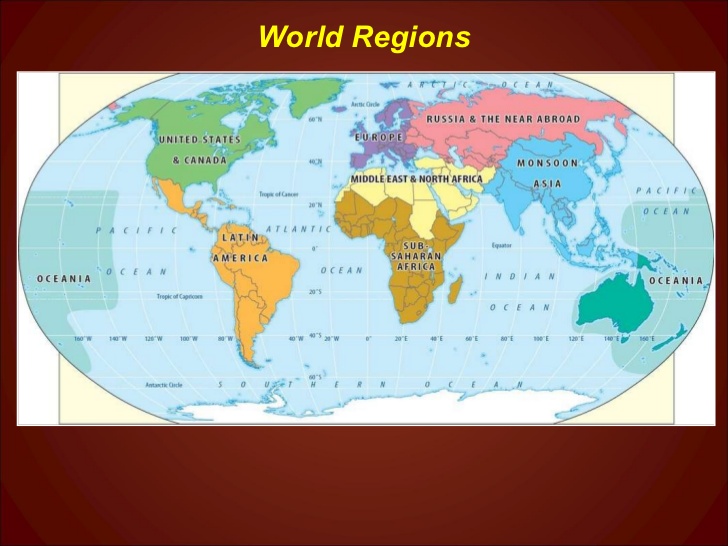 World Regions
ARCTIC OCEAN
Arctic Circle
60°N
RUSSIA & THE NEAR ABROAD
EUROPE
UNITED STATES
& CANADA
40°N
MONSOON
ASIA
MIDDLE EAST & NORTH AFRICA
Tropic of Cancer
20°N
PACIFIC
OCEAN
PACIFIC
OCEAN
ATLANTIC
OCEAN
LATIN
AMERICA
0°
Equator
SUB-
SAHARAN
AFRICA
OCEANIA
OCEANIA
INDIAN
OCEAN
Tropic of Capricorn
20°S
160°W 140°W 120°W 100°W 80°W 40°W 20°W 0° 20°E 40°E 60°E 80°E 100°E 120°E 140°E 160°E
40°S
60°S
Antarctic Circle
SOUTHERN OCEAN